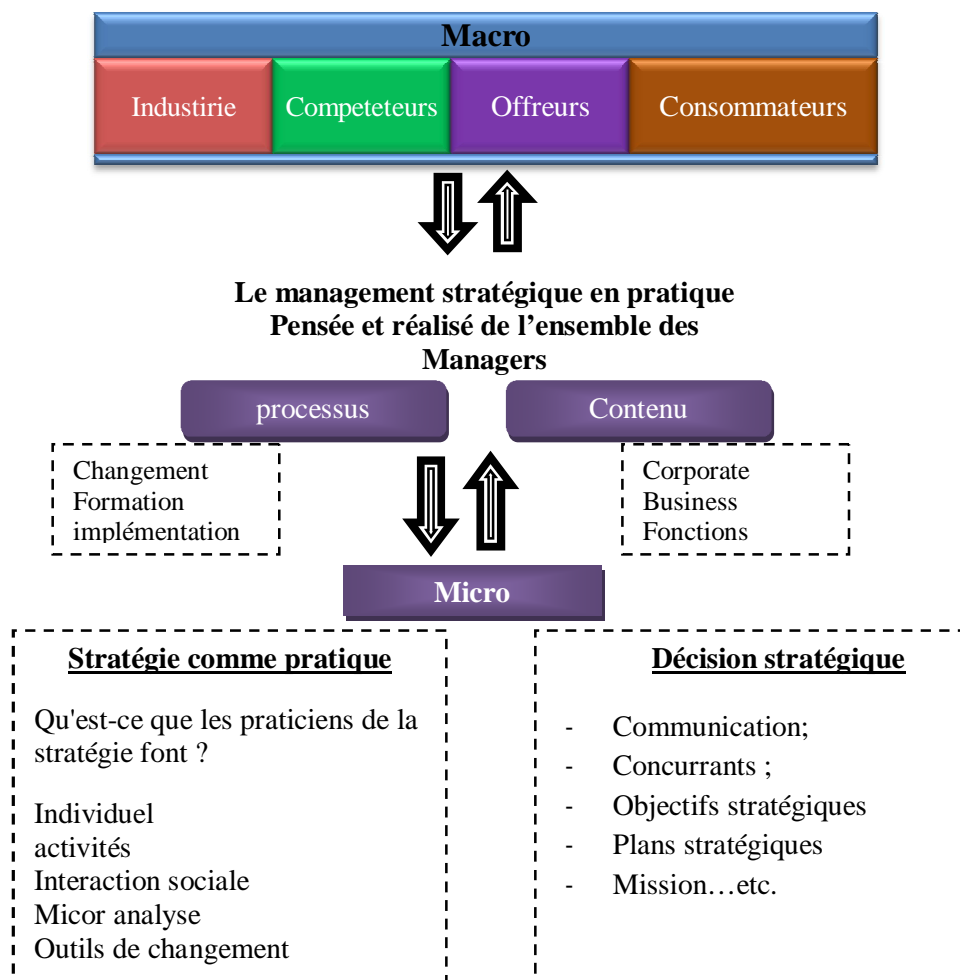 Macro
Industirie
Competeteurs
Offreurs
Consommateurs
Le management stratégique en pratique
Pensée et réalisé de l’ensemble des
Managers
processus
Contenu
Changement
Formation
implémentation
Corporate
Business
Fonctions
Micro
Stratégie comme pratique
Qu'est-ce que les praticiens de la
stratégie font ?
Individuel
activités
Interaction sociale
Micor analyse
Outils de changement
Décision stratégique
- Communication;
- Concurrants ;
- Objectifs stratégiques
- Plans stratégiques
- Mission…etc.